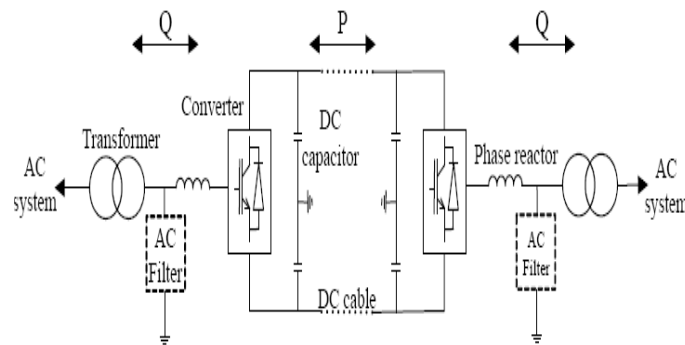 Q
P
Q
Converter
Transformer
DC
capacitor
Phase reactor
AC
system
AC
system
AC
Filter
AC
Filter
DC cable